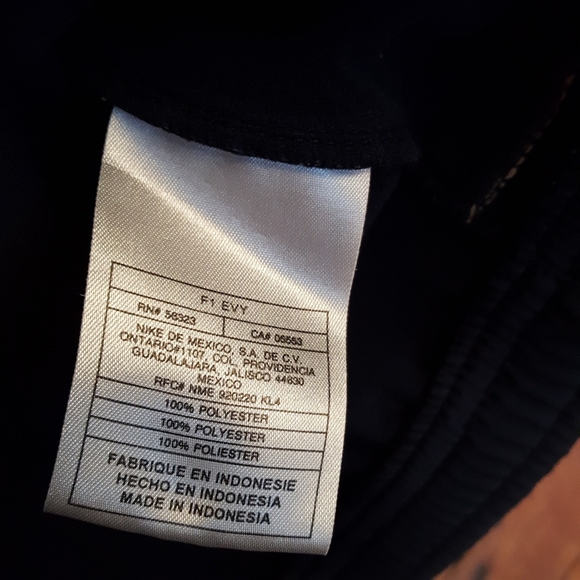 F1 EVY
RN# 56323 CA# 05553
NIKE DE MEXICO, S.A. DE C.V.
ONTARIO#1107, COL. PROVIDENCIA
GUADALAJARA, JALISCO 44630
MEXICO
RFC# NME 920220 KL4
100% POLYESTER
100% POLYESTER
100% POLIESTER
FABRIQUE EN INDONESIE
HECHO EN INDONESIA
MADE IN INDONESIA